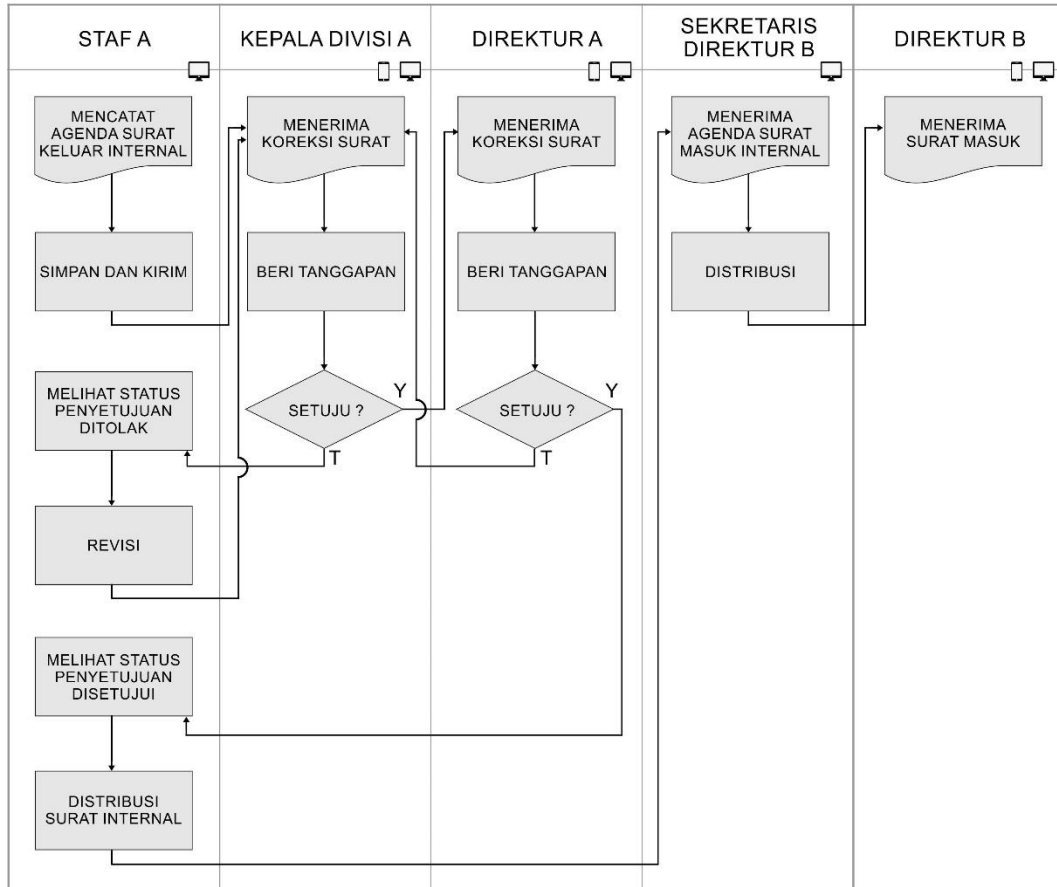 STAF A
KEPALA DIVISI A
DIREKTUR A
SEKRETARIS
DIREKTUR B
DIREKTUR B
MENCATAT
AGENDA SURAT
KELUAR INTERNAL
MENERIMA
KOREKSI SURAT
MENERIMA
KOREKSI SURAT
MENERIMA
AGENDA SURAT
MASUK INTERNAL
MENERIMA
SURAT MASUK
SIMPAN DAN KIRIM
BERI TANGGAPAN
BERI TANGGAPAN
DISTRIBUSI
MELIHAT STATUS
PENYETUJUAN
DITOLAK
SETUJU ?
Y
T
SETUJU ?
Y
T
REVISI
MELIHAT STATUS
PENYETUJUAN
DISETUJUI
DISTRIBUSI
SURAT INTERNAL